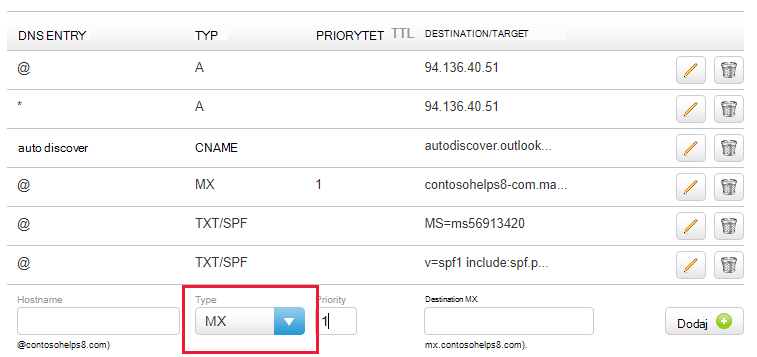 DNS ENTRY TYP PRIORYTET TTL DESTINATION/TARGET
@ A 94.136.40.51
* A 94.136.40.51
auto discover CNAME autodiscover.outlook...
@ MX 1 contosohelps8-com.ma...
@ TXT/SPF MS=ms56913420
@ TXT/SPF v=spf1 include:spf.p...
Hostname Type Priority Destination MX
MX 1 Dodaj
@contosohelps8.com) mx.contosohelps8.com).